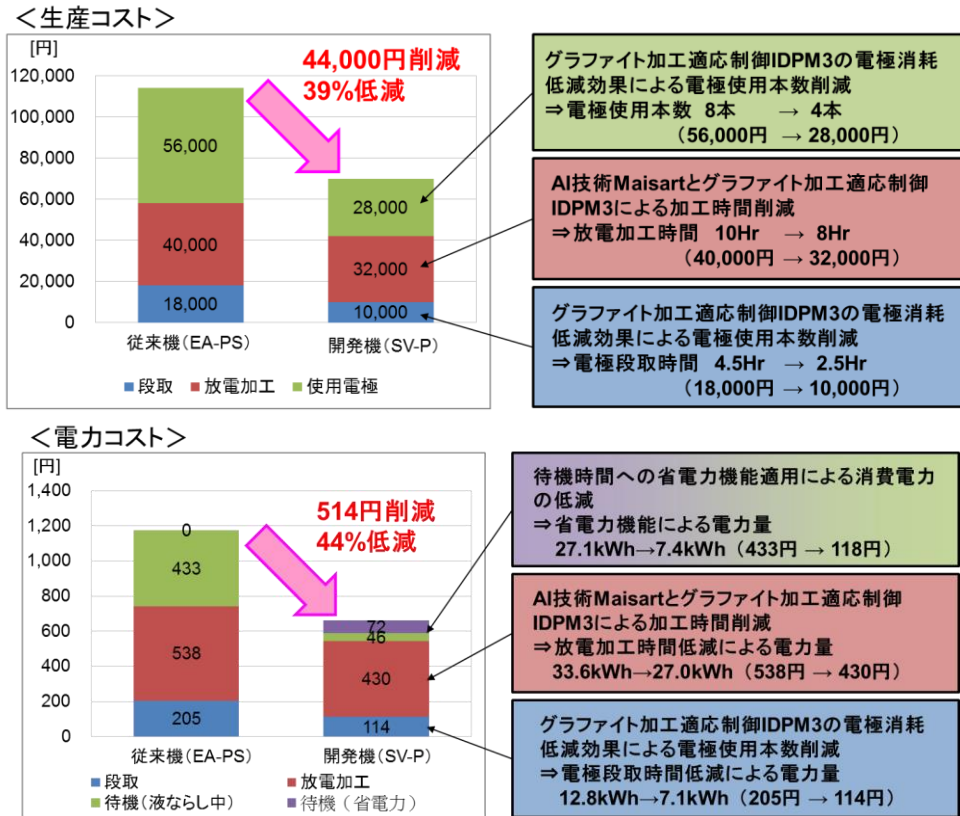 ＜生産コスト＞
[円]
44,000円削減
39%低減
120,000
100,000
80,000
60,000
40,000
20,000
0
56,000
40,000
18,000
28,000
32,000
10,000
従来機（EA-PS）
開発機（SV-P）
段取
放電加工
使用電極
グラファイト加工適応制御IDPM3の電極消耗
低減効果による電極使用本数削減
⇒電極使用本数 8本 → 4本
（56,000円 → 28,000円）
AI技術Maisartとグラファイト加工適応制御
IDPM3による加工時間削減
⇒放電加工時間 10Hr → 8Hr
（40,000円 → 32,000円）
グラファイト加工適応制御IDPM3の電極消耗
低減効果による電極使用本数削減
⇒電極段取時間 4.5Hr → 2.5Hr
（18,000円 → 10,000円）
＜電力コスト＞
[円]
514円削減
44%低減
1,400
1,200
1,000
800
600
400
200
0
0
433
538
205
72
46
430
114
従来機（EA-PS）
開発機（SV-P）
段取
放電加工
待機（液ならし中）
待機（省電力）
待機時間への省電力機能適用による消費電力
の低減
⇒省電力機能による電力量
27.1kWh→7.4kWh（433円 → 118円）
AI技術Maisartとグラファイト加工適応制御
IDPM3による加工時間削減
⇒放電加工時間低減による電力量
33.6kWh→27.0kWh（538円 → 430円）
グラファイト加工適応制御IDPM3の電極消耗
低減効果による電極使用本数削減
⇒電極段取時間低減による電力量
12.8kWh→7.1kWh（205円 → 114円）